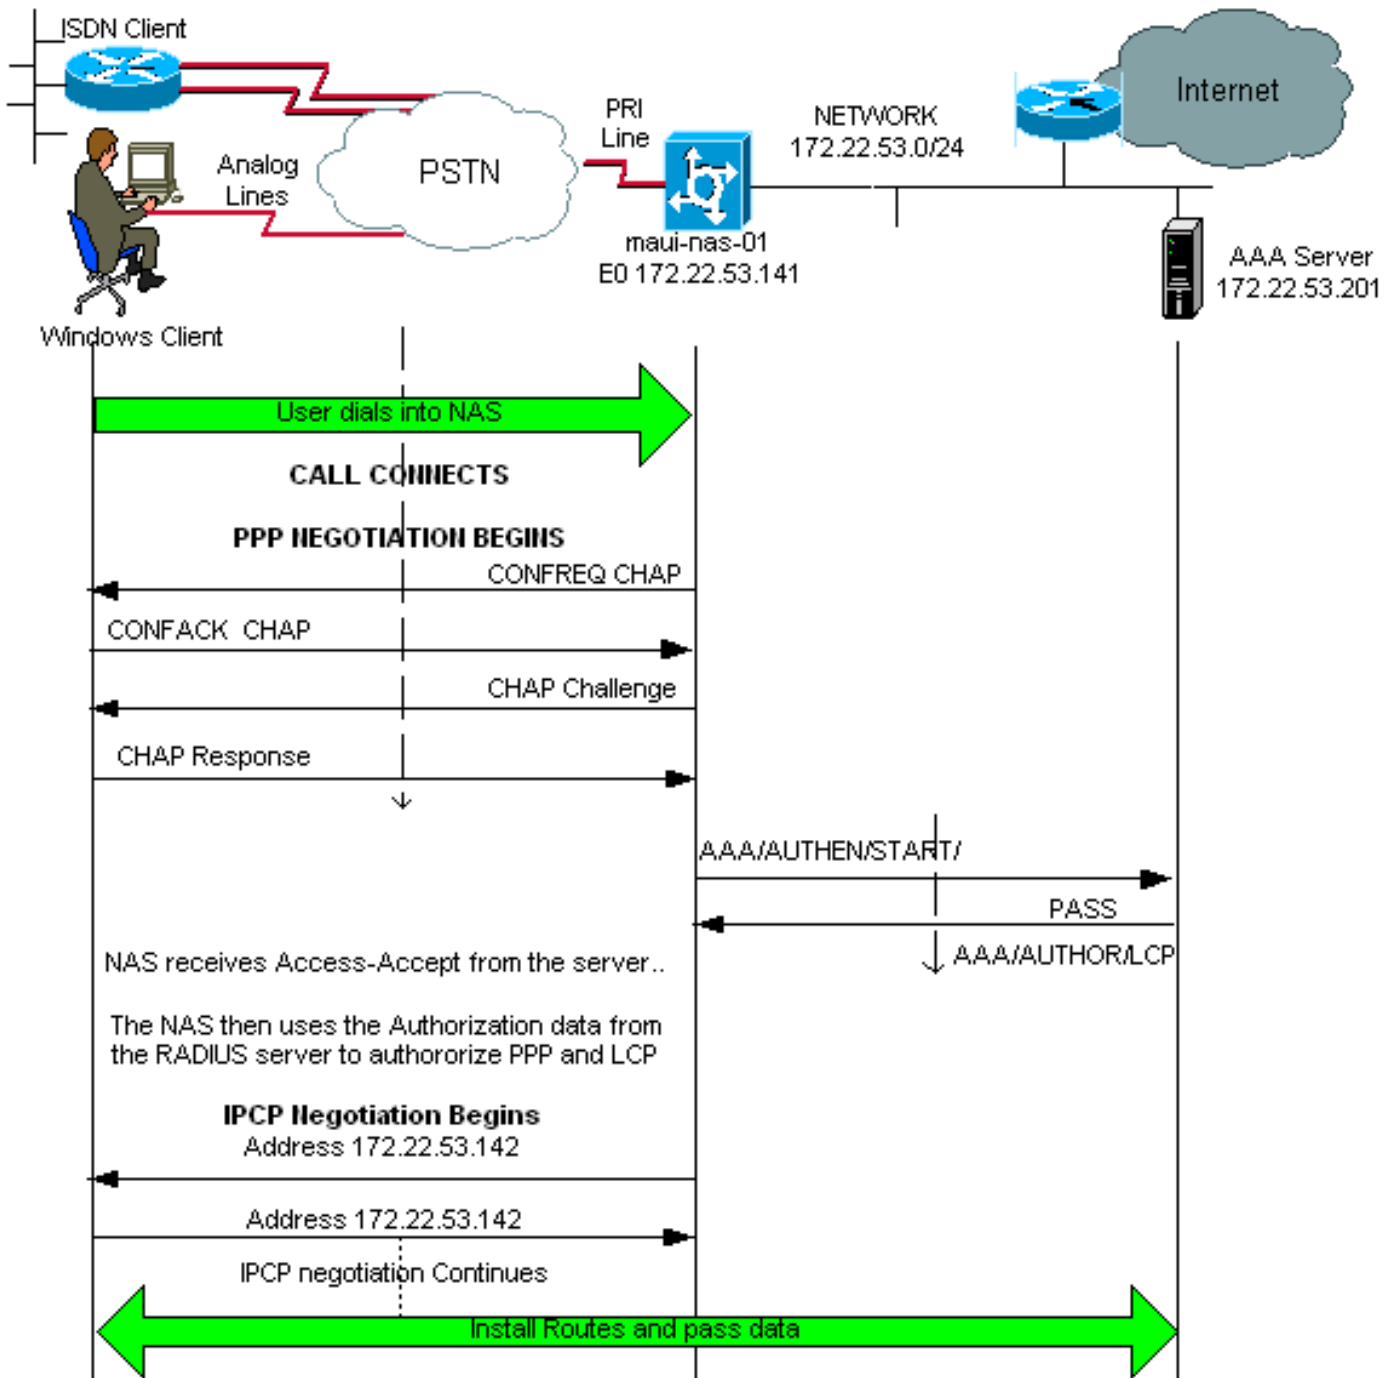 ISDN Client
Internet
PRI
Line
NETWORK
172.22.53.0/24
Analog
Lines
PSTN
maui-nas-01
E0 172.22.53.141
AAA Server
172.22.53.201
Windows Client
User dials into NAS
CALL CONNECTS
PPP NEGOTIATION BEGINS
CONFREQ CHAP
CONFACK CHAP
CHAP Challenge
CHAP Response
AAA/AUTHEN/START/
PASS
AAA/AUTHOR/LCP
NAS receives Access-Accept from the server..
The NAS then uses the Authorization data from
the RADIUS server to authororize PPP and LCP
IPCP Negotiation Begins
Address 172.22.53.142
Address 172.22.53.142
IPCP negotiation Continues
Install Routes and pass data